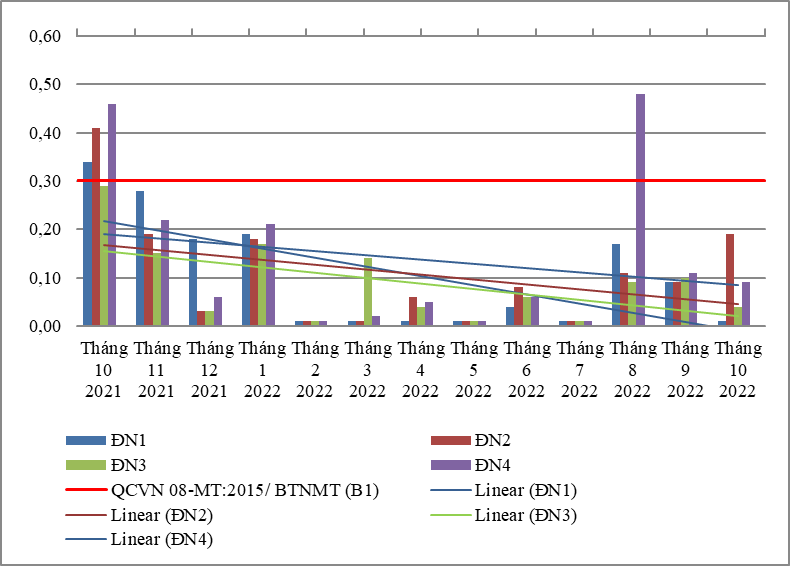 0,60
0,50
0,40
0,30
0,20
0,10
0,00
Tháng Tháng Tháng Tháng Tháng Tháng Tháng Tháng Tháng Tháng Tháng Tháng Tháng
10 11 12 1 2 3 4 5 6 7 8 9 10
2021 2021 2021 2022 2022 2022 2022 2022 2022 2022 2022 2022 2022
ĐN1 ĐN2
ĐN3 ĐN4
QCVN 08-MT:2015/ BTNMT (B1) Linear (ĐN1)
Linear (ĐN2) Linear (ĐN3)
Linear (ĐN4)